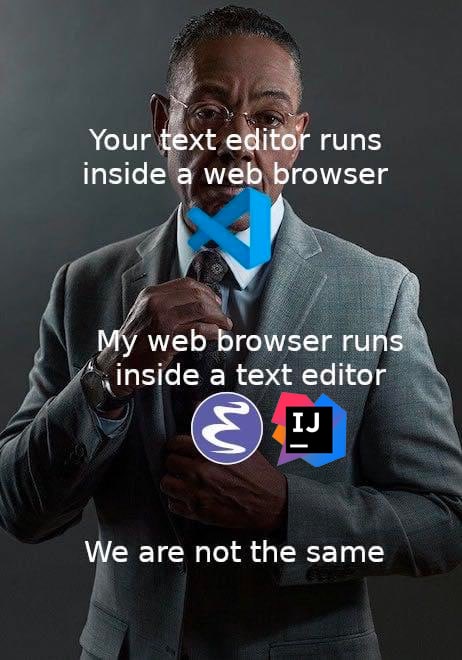 Your text editor runs
inside a web browser
My web browser runs
inside a text editor
IJ
We are not the same